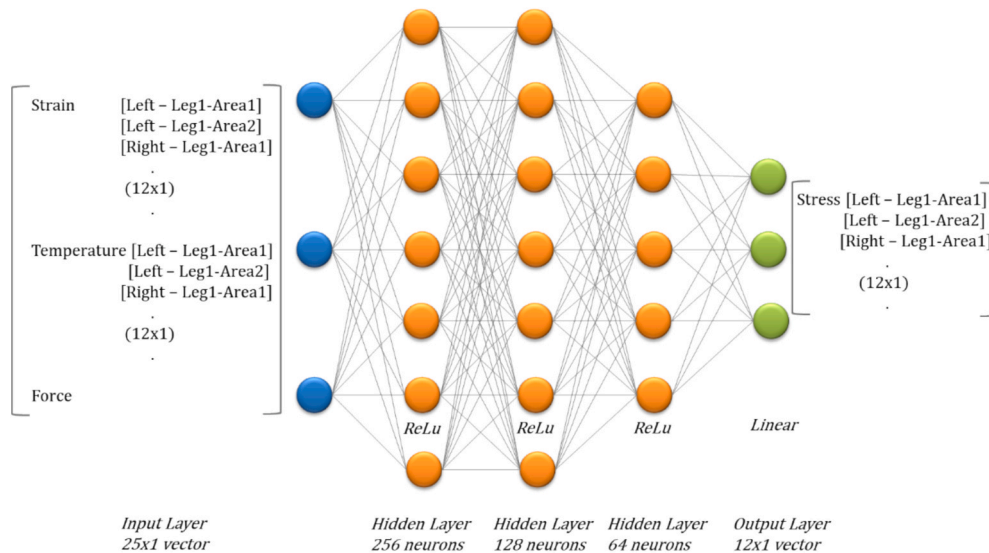 Strain [Left – Leg1-Area1]
[Left – Leg1-Area2]
[Right – Leg1-Area1]
.
(12x1)
.
Temperature [Left – Leg1-Area1]
[Left – Leg1-Area2]
[Right – Leg1-Area1]
.
(12x1)
.
Force
Stress [Left – Leg1-Area1]
[Left – Leg1-Area2]
[Right – Leg1-Area1]
.
(12x1)
.
ReLu
ReLu
ReLu
Linear
Input Layer
25x1 vector
Hidden Layer
256 neurons
Hidden Layer
128 neurons
Hidden Layer
64 neurons
Output Layer
12x1 vector